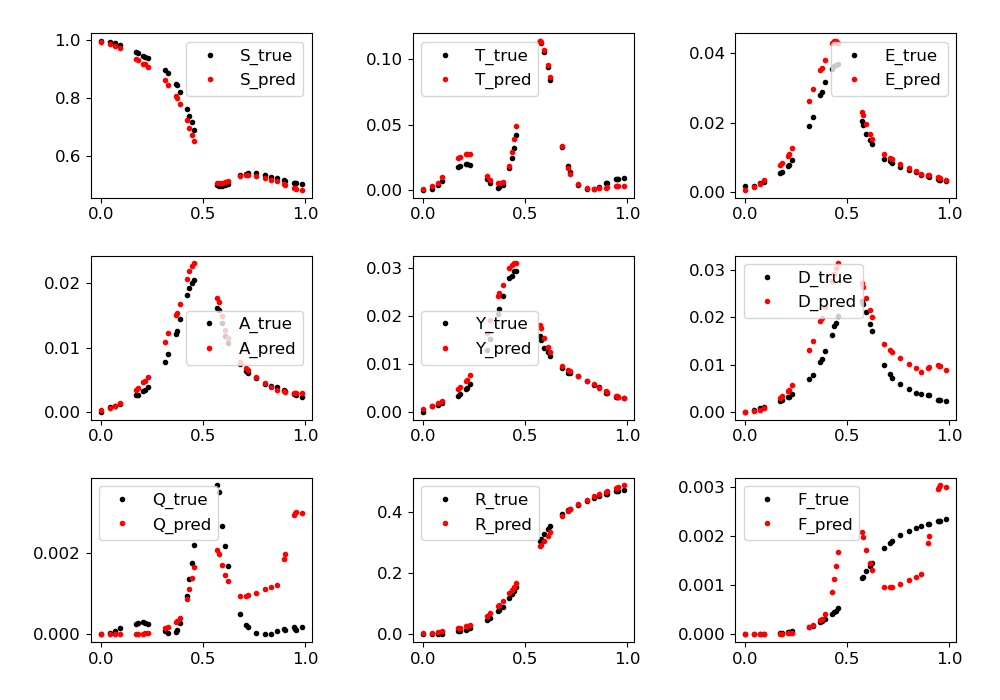 1.0
0.8
0.6
0.0 0.5 1.0
S_true
S_pred
0.10
0.05
0.00
0.0 0.5 1.0
T_true
T_pred
0.04
0.02
0.00
0.0 0.5 1.0
E_true
E_pred
0.02
0.01
0.00
0.0 0.5 1.0
A_true
A_pred
0.03
0.02
0.01
0.00
0.0 0.5 1.0
Y_true
Y_pred
0.03
0.02
0.01
0.00
0.0 0.5 1.0
D_true
D_pred
0.002
0.000
0.0 0.5 1.0
Q_true
Q_pred
0.4
0.2
0.0
0.0 0.5 1.0
R_true
R_pred
0.003
0.002
0.001
0.000
0.0 0.5 1.0
F_true
F_pred